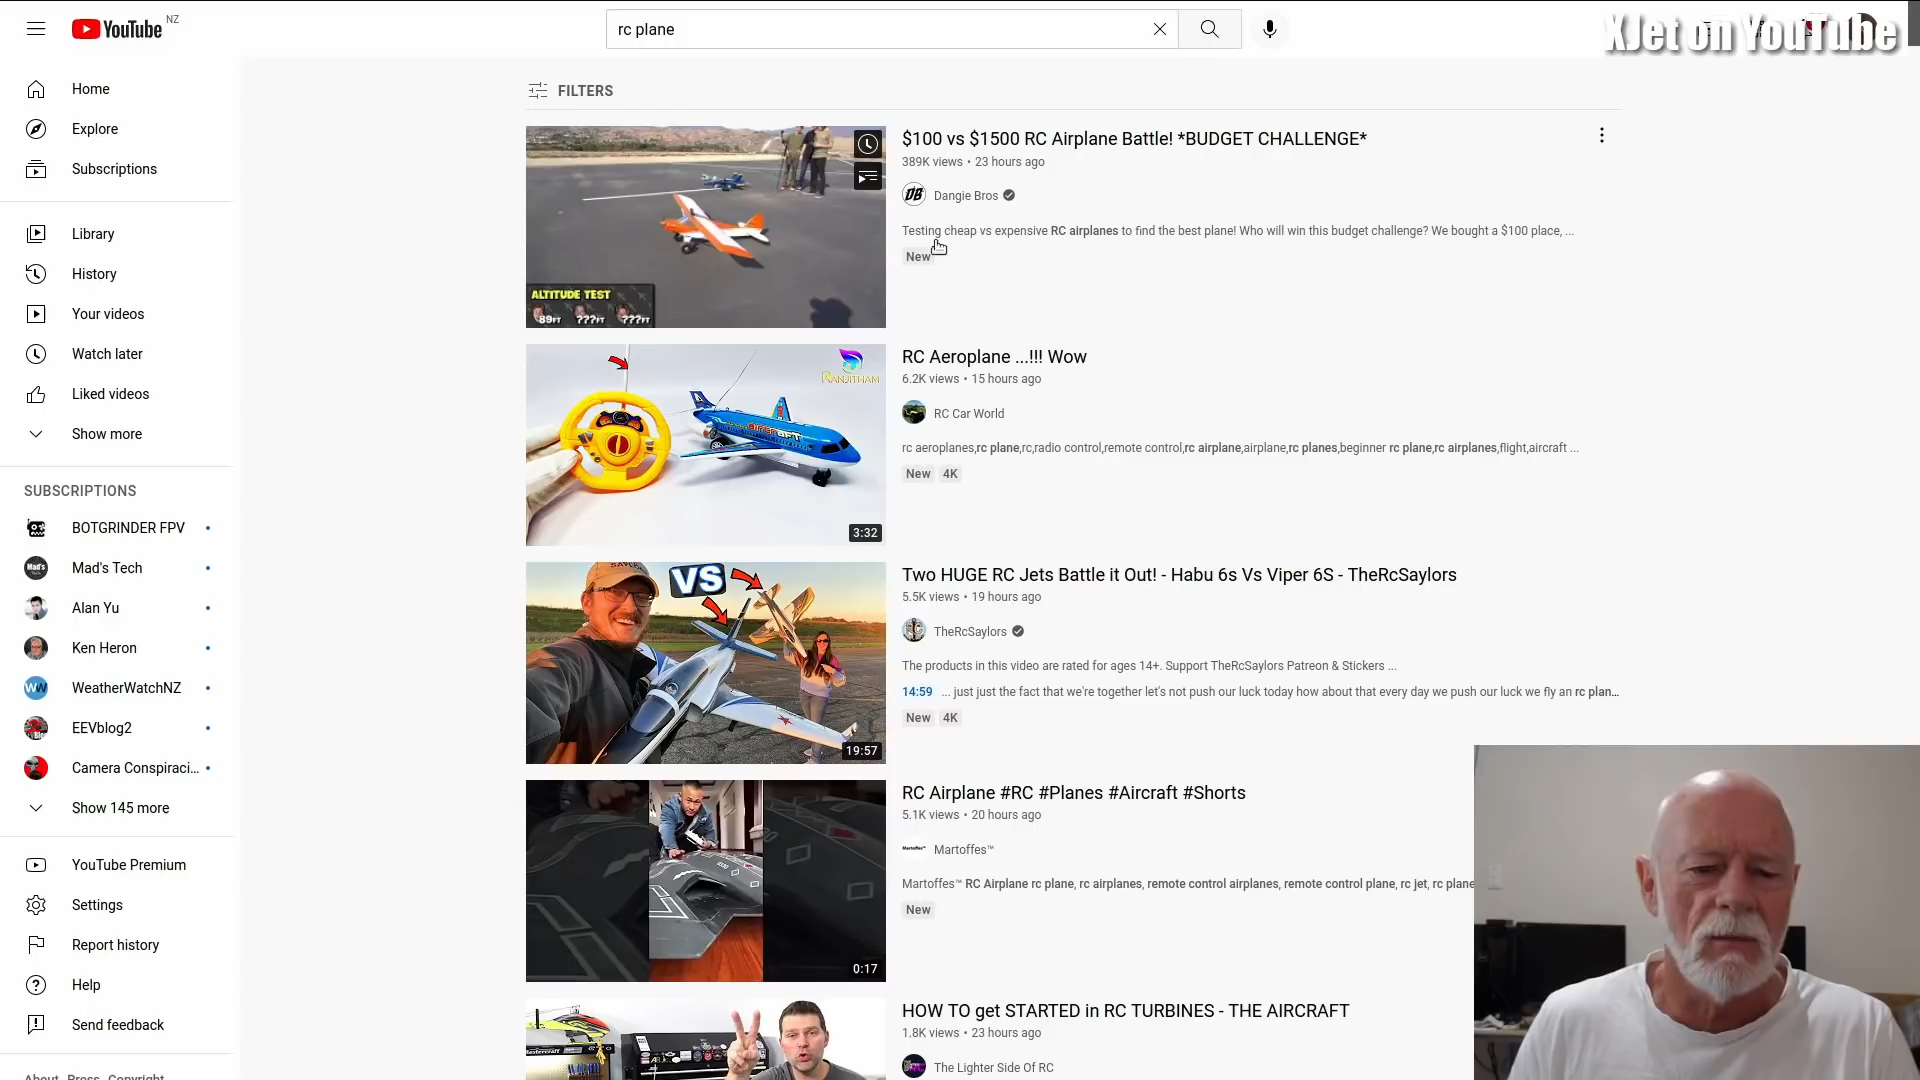 YouTube NZ
rc plane
XJet on YouTube
Home
Explore
Subscriptions
Library
History
Your videos
Watch later
Liked videos
Show more
SUBSCRIPTIONS
BOTGRINDER FPV
Mad's Tech
Alan Yu
Ken Heron
WeatherWatchNZ
EEVblog2
Camera Conspiraci...
Show 145 more
YouTube Premium
Settings
Report history
Help
Send feedback
About Press Copyright
FILTERS
ALTITUDE TEST
89FT ???FT ???FT
$100 vs $1500 RC Airplane Battle! *BUDGET CHALLENGE*
389K views • 23 hours ago
DB Dangie Bros
Testing cheap vs expensive RC airplanes to find the best plane! Who will win this budget challenge? We bought a $100 place, ...
New
RANJITHAM
3:32
RC Aeroplane ...!!! Wow
6.2K views • 15 hours ago
RC Car World
rc aeroplanes,rc plane,rc,radio control,remote control,rc airplane,airplane,rc planes,beginner rc plane,rc airplanes,flight,aircraft ...
New 4K
VS
19:57
Two HUGE RC Jets Battle it Out! - Habu 6s Vs Viper 6S - TheRcSaylors
5.5K views • 19 hours ago
TheRcSaylors
The products in this video are rated for ages 14+. Support TheRcSaylors Patreon & Stickers ...
14:59 ... just just the fact that we're together let's not push our luck today how about that every day we push our luck we fly an rc plan...
New 4K
0:17
RC Airplane #RC #Planes #Aircraft #Shorts
5.1K views • 20 hours ago
Martoffes™
Martoffes™ RC Airplane rc plane, rc airplanes, remote control airplanes, remote control plane, rc jet, rc plane
New
HOW TO get STARTED in RC TURBINES - THE AIRCRAFT
1.8K views • 23 hours ago
The Lighter Side Of RC